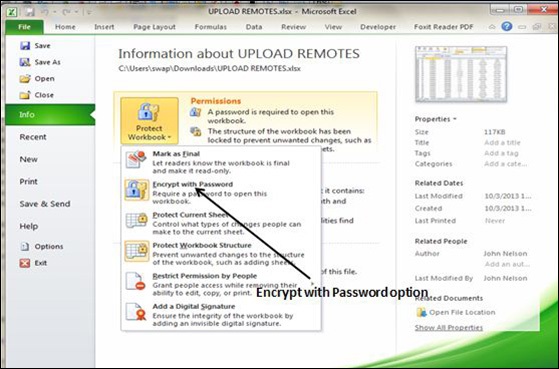 UPLOAD REMOTES.xlsx - Microsoft Excel
File Home Insert Page Layout Formulas Data Review View Developer Foxit Reader PDF
Save
Save As
Open
Close
Info
Recent
New
Print
Save & Send
Help
Options
Exit
Information about UPLOAD REMOTES
C:\Users\swap\Downloads\UPLOAD REMOTES.xlsx
Protect
Workbook
Permissions
A password is required to open this
workbook.
The structure of the workbook has been
locked to prevent unwanted changes, such as
Mark as Final
Let readers know the workbook is final
and make it read-only.
Encrypt with Password
Require a password to open this
workbook.
Protect Current Sheet
Control what types of changes people can
make to the current sheet.
Protect Workbook Structure
Prevent unwanted changes to the structure
of the workbook, such as adding sheets.
Restrict Permission by People
Grant people access while removing their
ability to edit, copy, or print.
Add a Digital Signature
Ensure the integrity of the workbook by
adding an invisible digital signature.
it contains:
th and
alities find
of this file.
Encrypt with Password option
Properties
Size 117KB
Title Add a title
Tags Add a tag
Categories Add a category
Related Dates
Last Modified 10/3/2013 1
Created 10/3/2013 1
Last Printed Never
Related People
Author John Nelson
Add an aut
Last Modified By John Nelson
Related Documents
Open File Location
Show All Properties